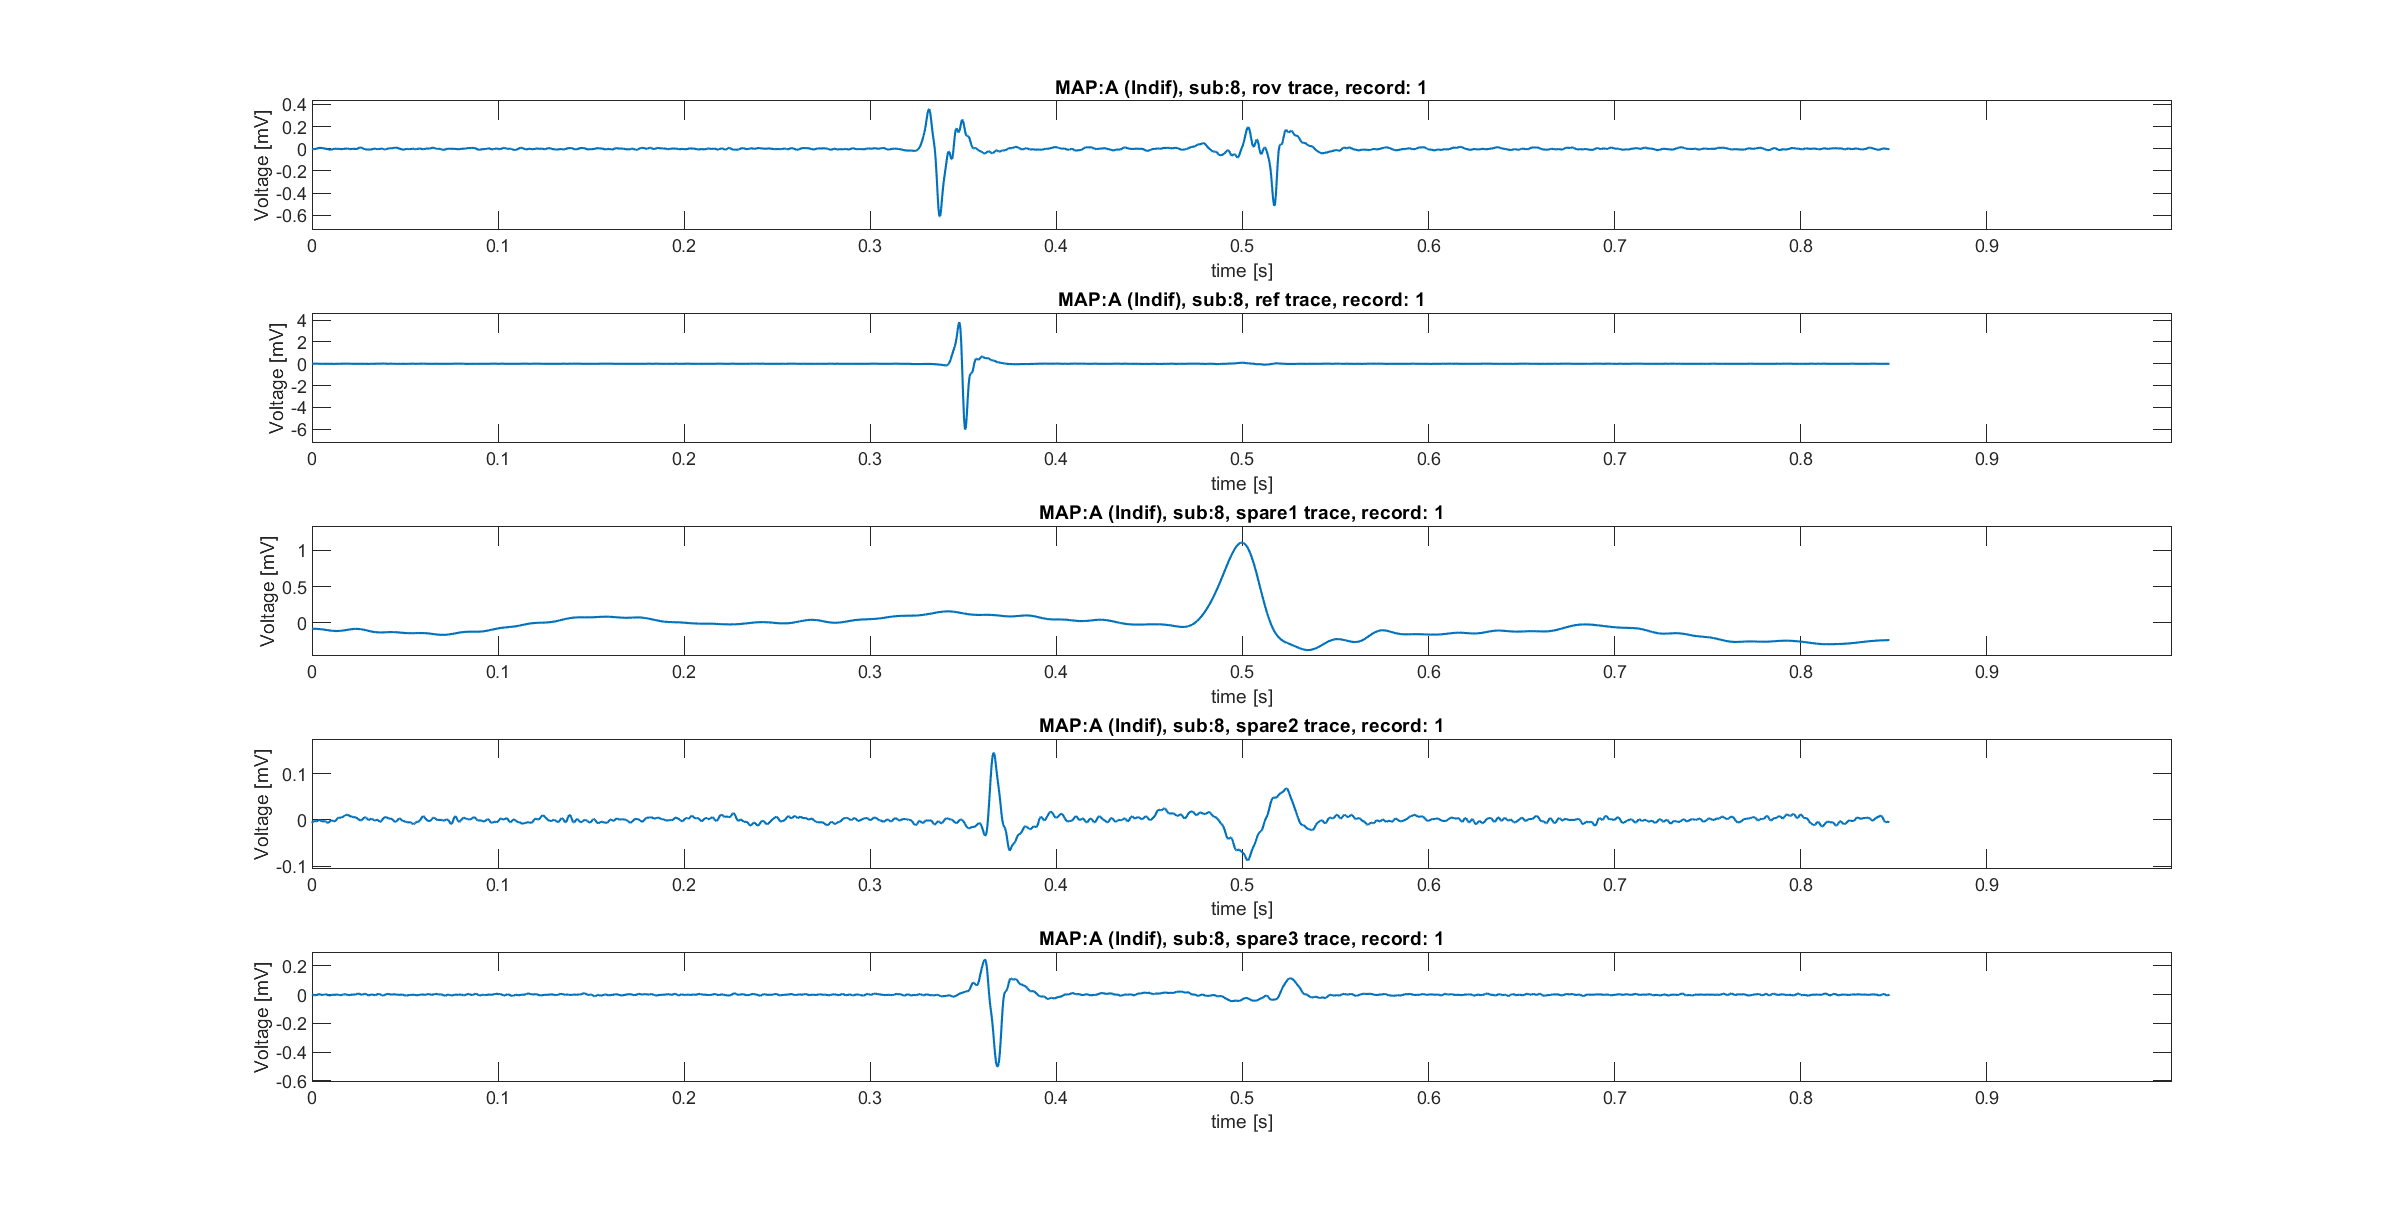 MAP:A (Indif), sub:8, rov trace, record: 1
Voltage [mV]
0.4
0.2
0
-0.2
-0.4
-0.6
0 0.1 0.2 0.3 0.4 0.5 0.6 0.7 0.8 0.9
time [s]
MAP:A (Indif), sub:8, ref trace, record: 1
Voltage [mV]
4
2
0
-2
-4
-6
0 0.1 0.2 0.3 0.4 0.5 0.6 0.7 0.8 0.9
time [s]
MAP:A (Indif), sub:8, spare1 trace, record: 1
Voltage [mV]
1
0.5
0
0 0.1 0.2 0.3 0.4 0.5 0.6 0.7 0.8 0.9
time [s]
MAP:A (Indif), sub:8, spare2 trace, record: 1
Voltage [mV]
0.1
0
-0.1
0 0.1 0.2 0.3 0.4 0.5 0.6 0.7 0.8 0.9
time [s]
MAP:A (Indif), sub:8, spare3 trace, record: 1
Voltage [mV]
0.2
0
-0.2
-0.4
-0.6
0 0.1 0.2 0.3 0.4 0.5 0.6 0.7 0.8 0.9
time [s]